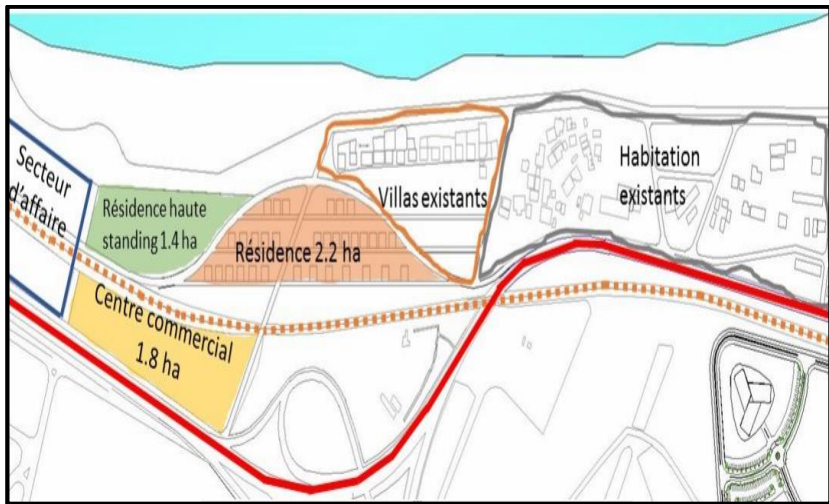 Secteur
d'affaire
Résidence haute
standing 1.4 ha
Résidence 2.2 ha
Villas existants
Habitation
existants
Centre commercial
1.8 ha